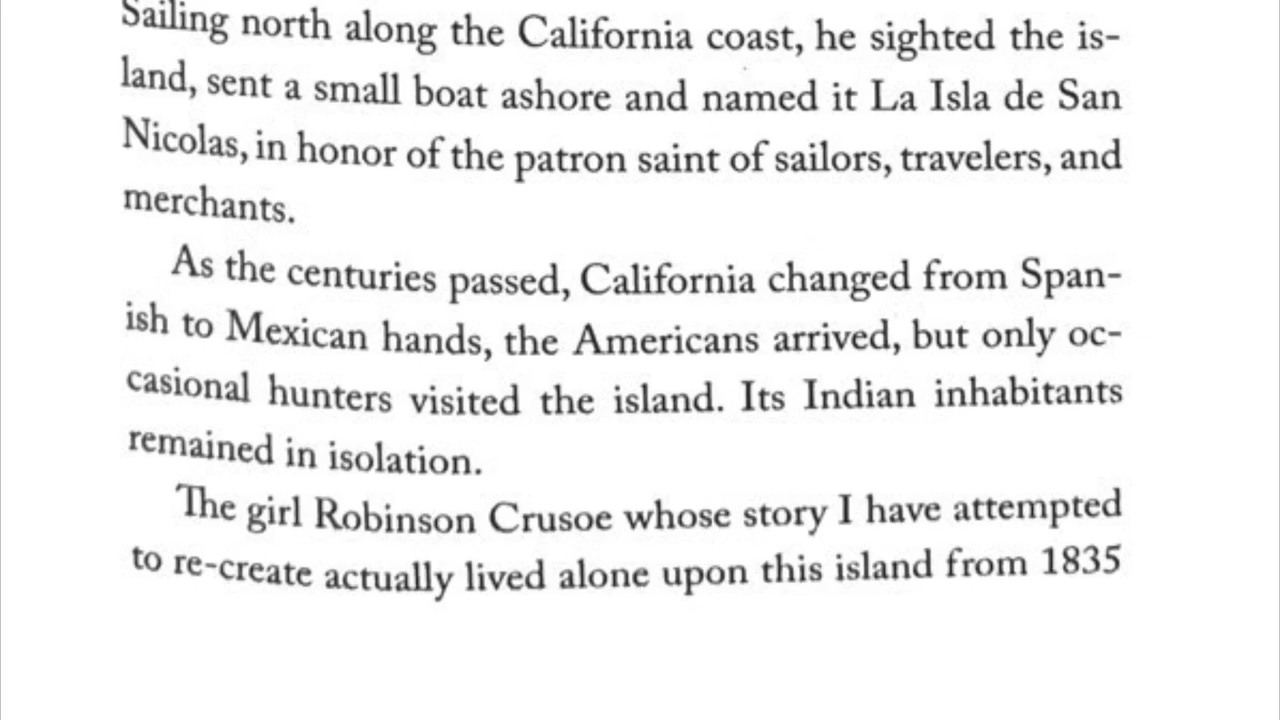 Sailing north along the California coast, he sighted the is-
land, sent a small boat ashore and named it La Isla de San
Nicolas, in honor of the patron saint of sailors, travelers, and
merchants.
As the centuries passed, California changed from Span-
ish to Mexican hands, the Americans arrived, but only oc-
casional hunters visited the island. Its Indian inhabitants
remained in isolation.
The girl Robinson Crusoe whose story I have attempted
to re-create actually lived alone upon this island from 1835